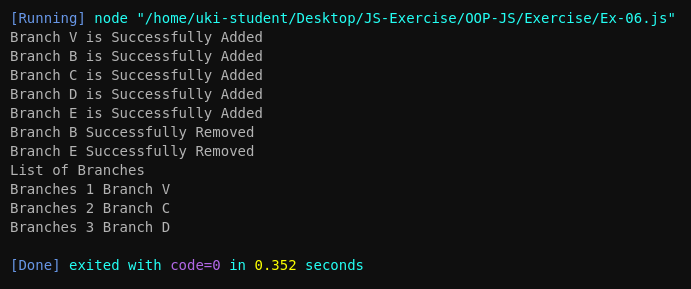 [Running] node "/home/uki-student/Desktop/JS-Exercise/OOP-JS/Exercise/Ex-06.js"
Branch V is Successfully Added
Branch B is Successfully Added
Branch C is Successfully Added
Branch D is Successfully Added
Branch E is Successfully Added
Branch B Successfully Removed
Branch E Successfully Removed
List of Branches
Branches 1 Branch V
Branches 2 Branch C
Branches 3 Branch D
[Done] exited with code=0 in 0.352 seconds